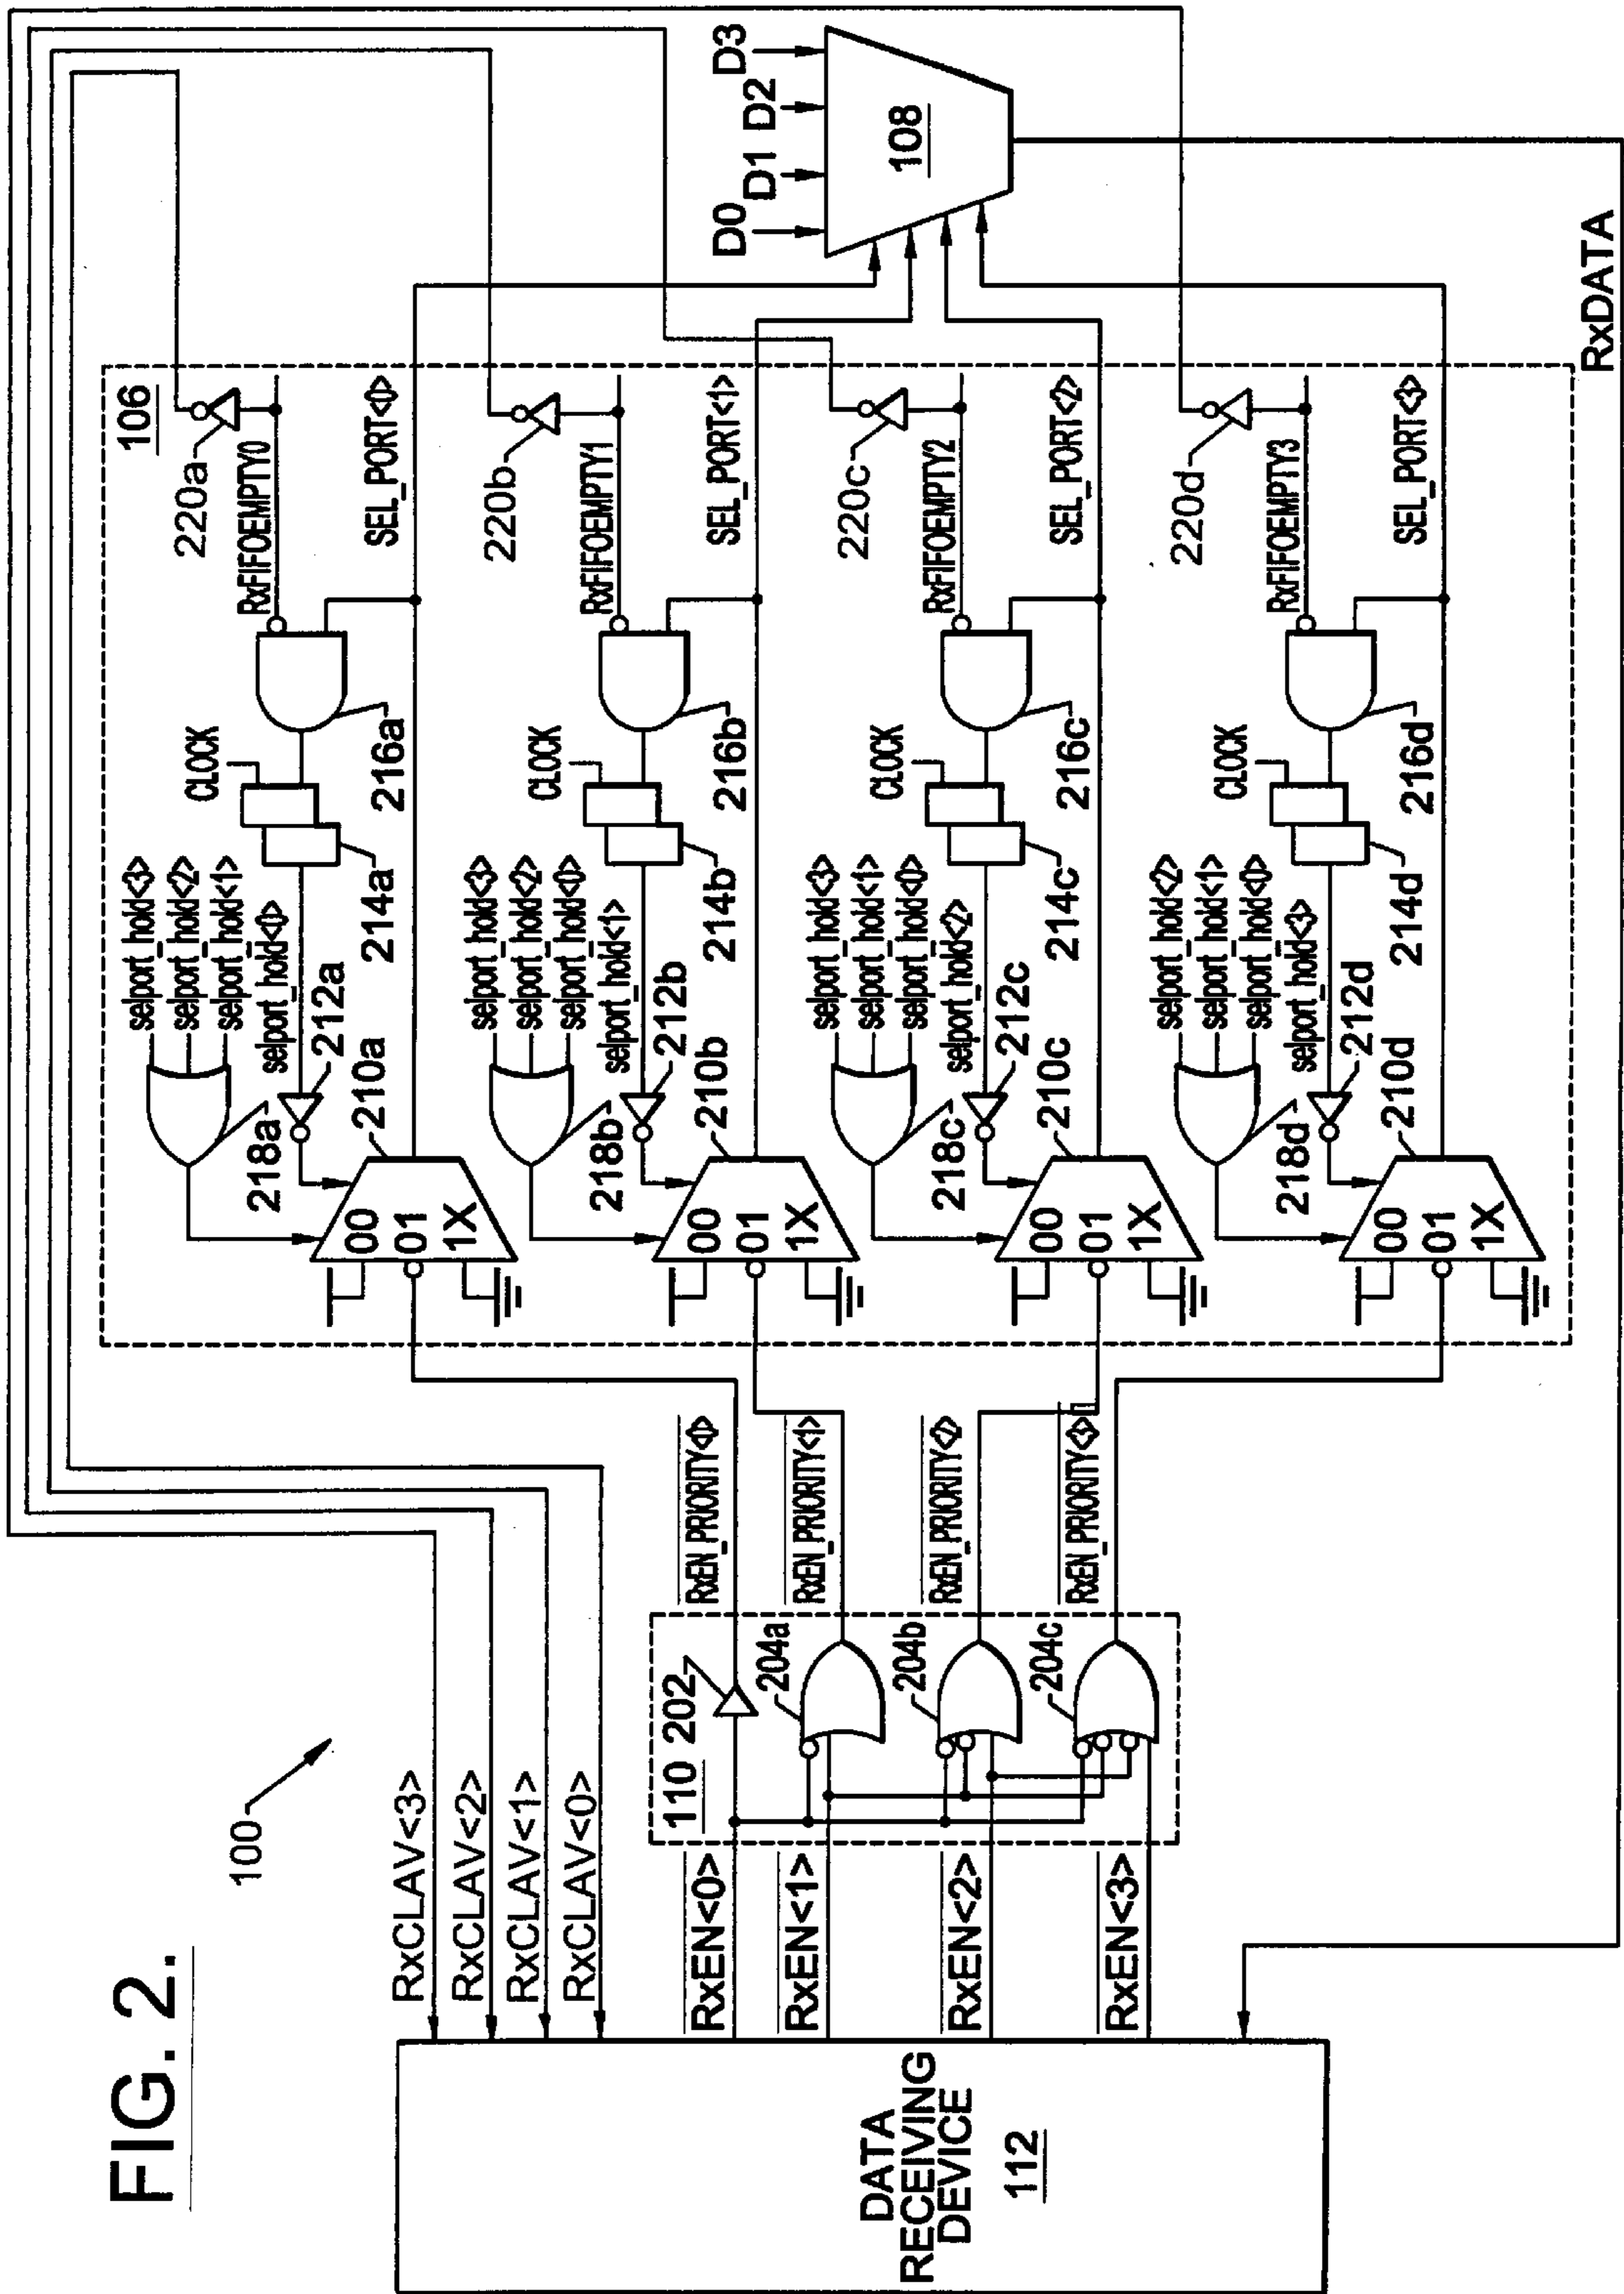 FIG. 2.
100
RxCLAV<3>
RxCLAV<2>
RxCLAV<1>
RxCLAV<0>
DATA
RECEIVING
DEVICE
112
RxEN<0>
RxEN<1>
RxEN<2>
RxEN<3>
110
202
204a
204b
204c
RxEN_PRIORITY<0>
RxEN_PRIORITY<1>
RxEN_PRIORITY<2>
RxEN_PRIORITY<3>
106
selport_hold<3>
selport_hold<2>
selport_hold<1>
selport_hold<0>
218a
212a
210a
00
01
1X
CLOCK
214a
216a
RxFIFOEMPTY0
220a
SEL_PORT<0>
selport_hold<3>
selport_hold<2>
selport_hold<0>
selport_hold<1>
218b
212b
210b
00
01
1X
CLOCK
214b
216b
RxFIFOEMPTY1
220b
SEL_PORT<1>
selport_hold<3>
selport_hold<1>
selport_hold<0>
selport_hold<2>
218c
212c
210c
00
01
1X
CLOCK
214c
216c
RxFIFOEMPTY2
220c
SEL_PORT<2>
selport_hold<2>
selport_hold<1>
selport_hold<0>
selport_hold<3>
218d
212d
210d
00
01
1X
CLOCK
214d
216d
RxFIFOEMPTY3
220d
SEL_PORT<3>
D0
D1
D2
D3
108
RxDATA